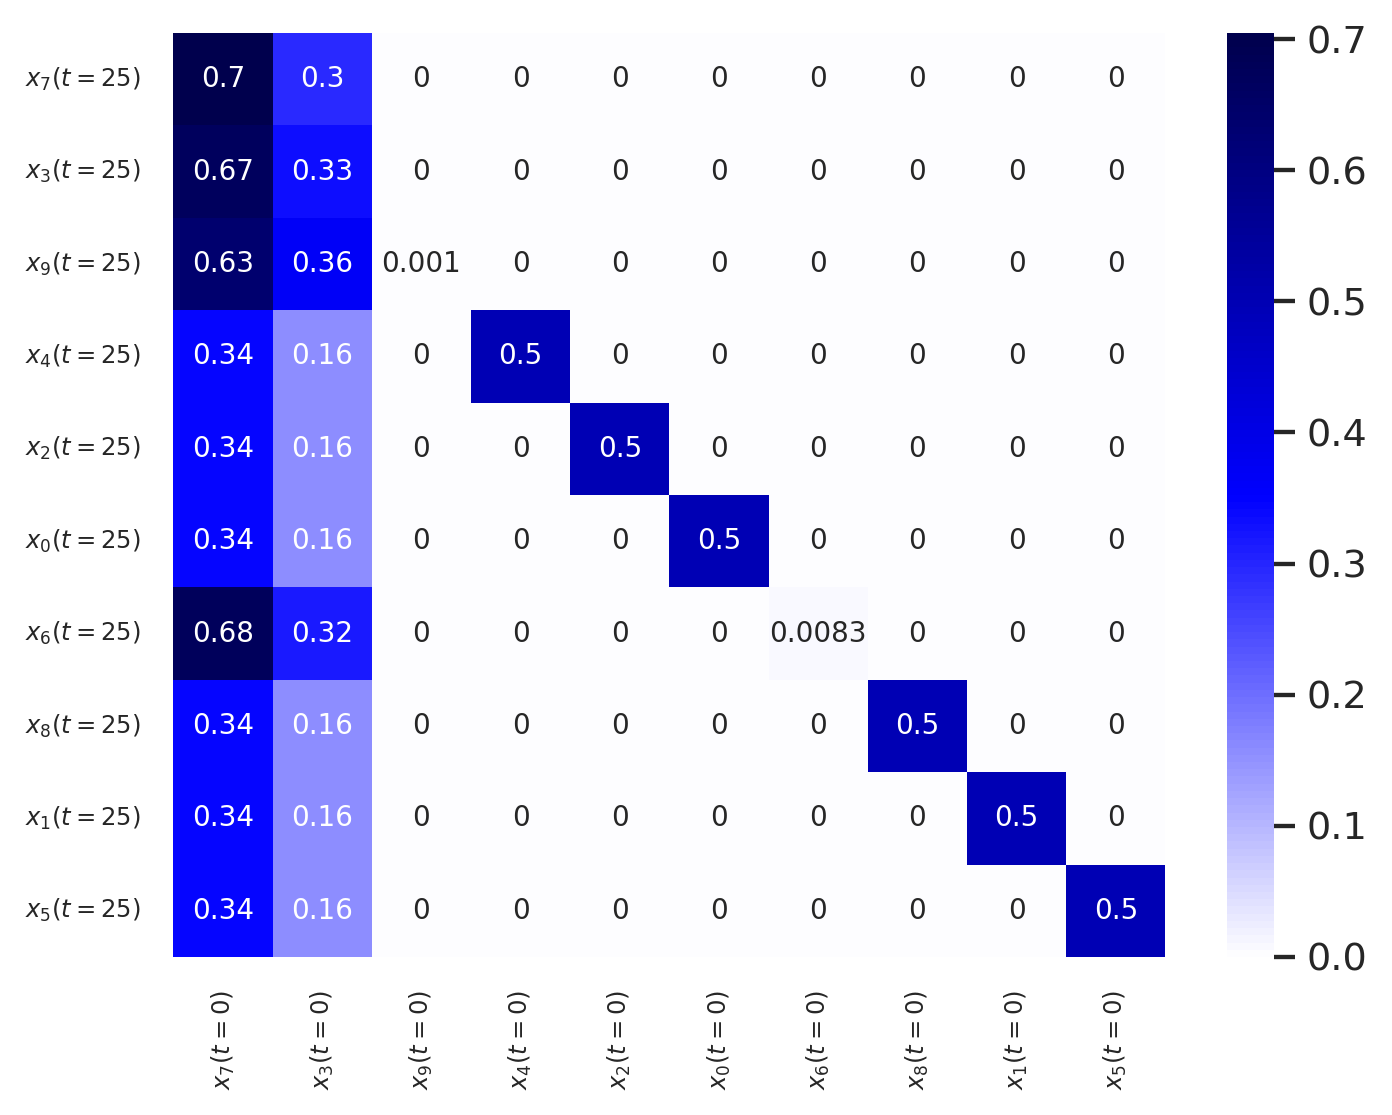 x₇(t = 25) 0.7 0.3 0 0 0 0 0 0 0 0
x₃(t = 25) 0.67 0.33 0 0 0 0 0 0 0 0
x₉(t = 25) 0.63 0.36 0.001 0 0 0 0 0 0 0
x₄(t = 25) 0.34 0.16 0 0.5 0 0 0 0 0 0
x₂(t = 25) 0.34 0.16 0 0 0.5 0 0 0 0 0
x₀(t = 25) 0.34 0.16 0 0 0 0.5 0 0 0 0
x₆(t = 25) 0.68 0.32 0 0 0 0 0.0083 0 0 0
x₈(t = 25) 0.34 0.16 0 0 0 0 0 0.5 0 0
x₁(t = 25) 0.34 0.16 0 0 0 0 0 0 0.5 0
x₅(t = 25) 0.34 0.16 0 0 0 0 0 0 0 0.5
x₇(t = 0)
x₃(t = 0)
x₉(t = 0)
x₄(t = 0)
x₂(t = 0)
x₀(t = 0)
x₆(t = 0)
x₈(t = 0)
x₁(t = 0)
x₅(t = 0)
0.7
0.6
0.5
0.4
0.3
0.2
0.1
0.0